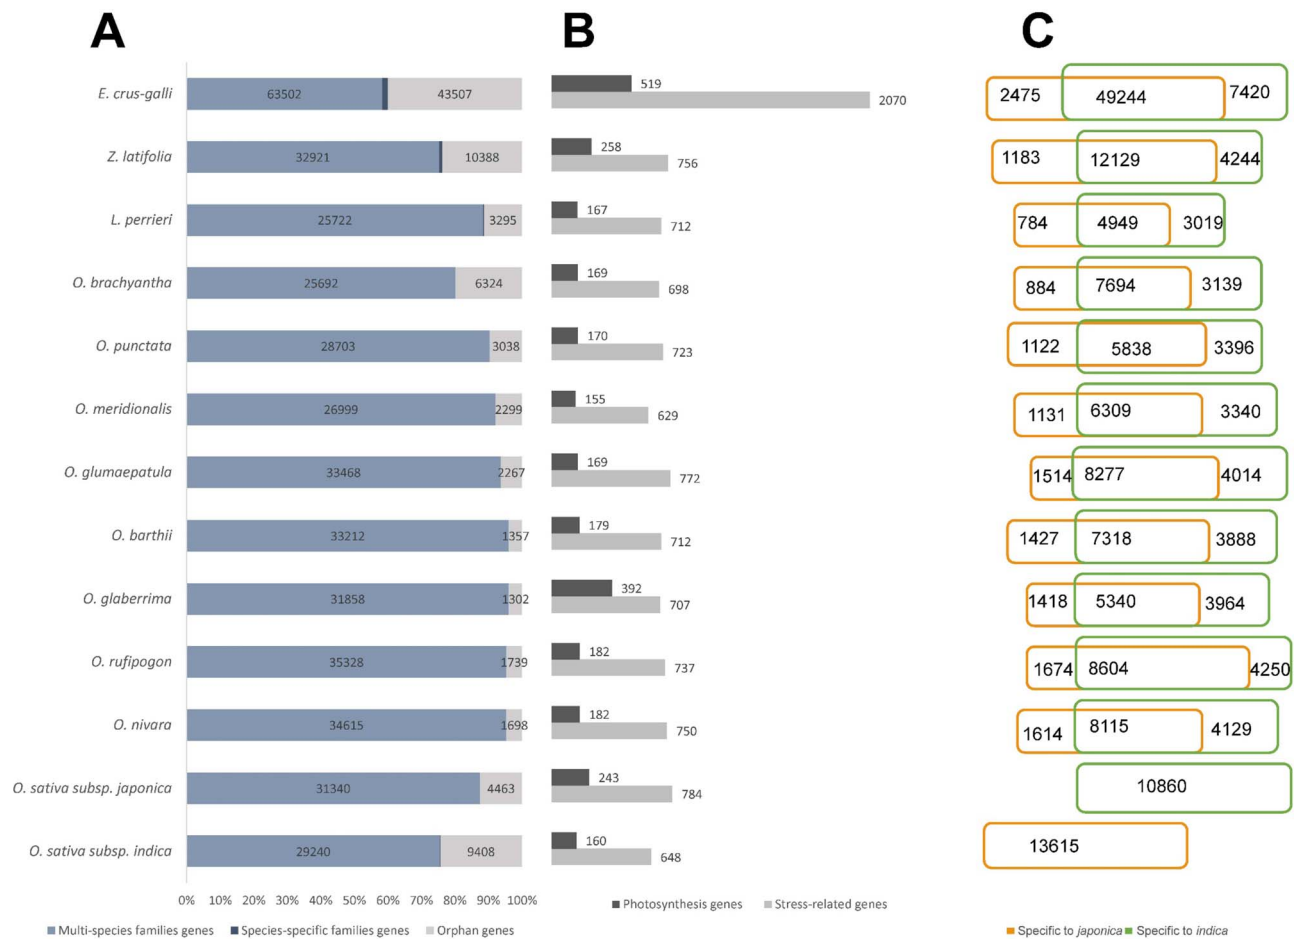 A B C
E. crus-galli 63502 43507 519 2070 2475 49244 7420
Z. latifolia 32921 10388 258 756 1183 12129 4244
L. perrieri 25722 3295 167 712 784 4949 3019
O. brachyantha 25692 6324 169 698 884 7694 3139
O. punctata 28703 3038 170 723 1122 5838 3396
O. meridionalis 26999 2299 155 629 1131 6309 3340
O. glumaepatula 33468 2267 169 772 1514 8277 4014
O. barthii 33212 1357 179 712 1427 7318 3888
O. glaberrima 31858 1302 392 707 1418 5340 3964
O. rufipogon 35328 1739 182 737 1674 8604 4250
O. nivara 34615 1698 182 750 1614 8115 4129
O. sativa subsp. japonica 31340 4463 243 784 10860
O. sativa subsp. indica 29240 9408 160 648 13615
0% 10% 20% 30% 40% 50% 60% 70% 80% 90% 100%
Photosynthesis genes Stress-related genes
Multi-species families genes Species-specific families genes Orphan genes
Specific to japonica Specific to indica